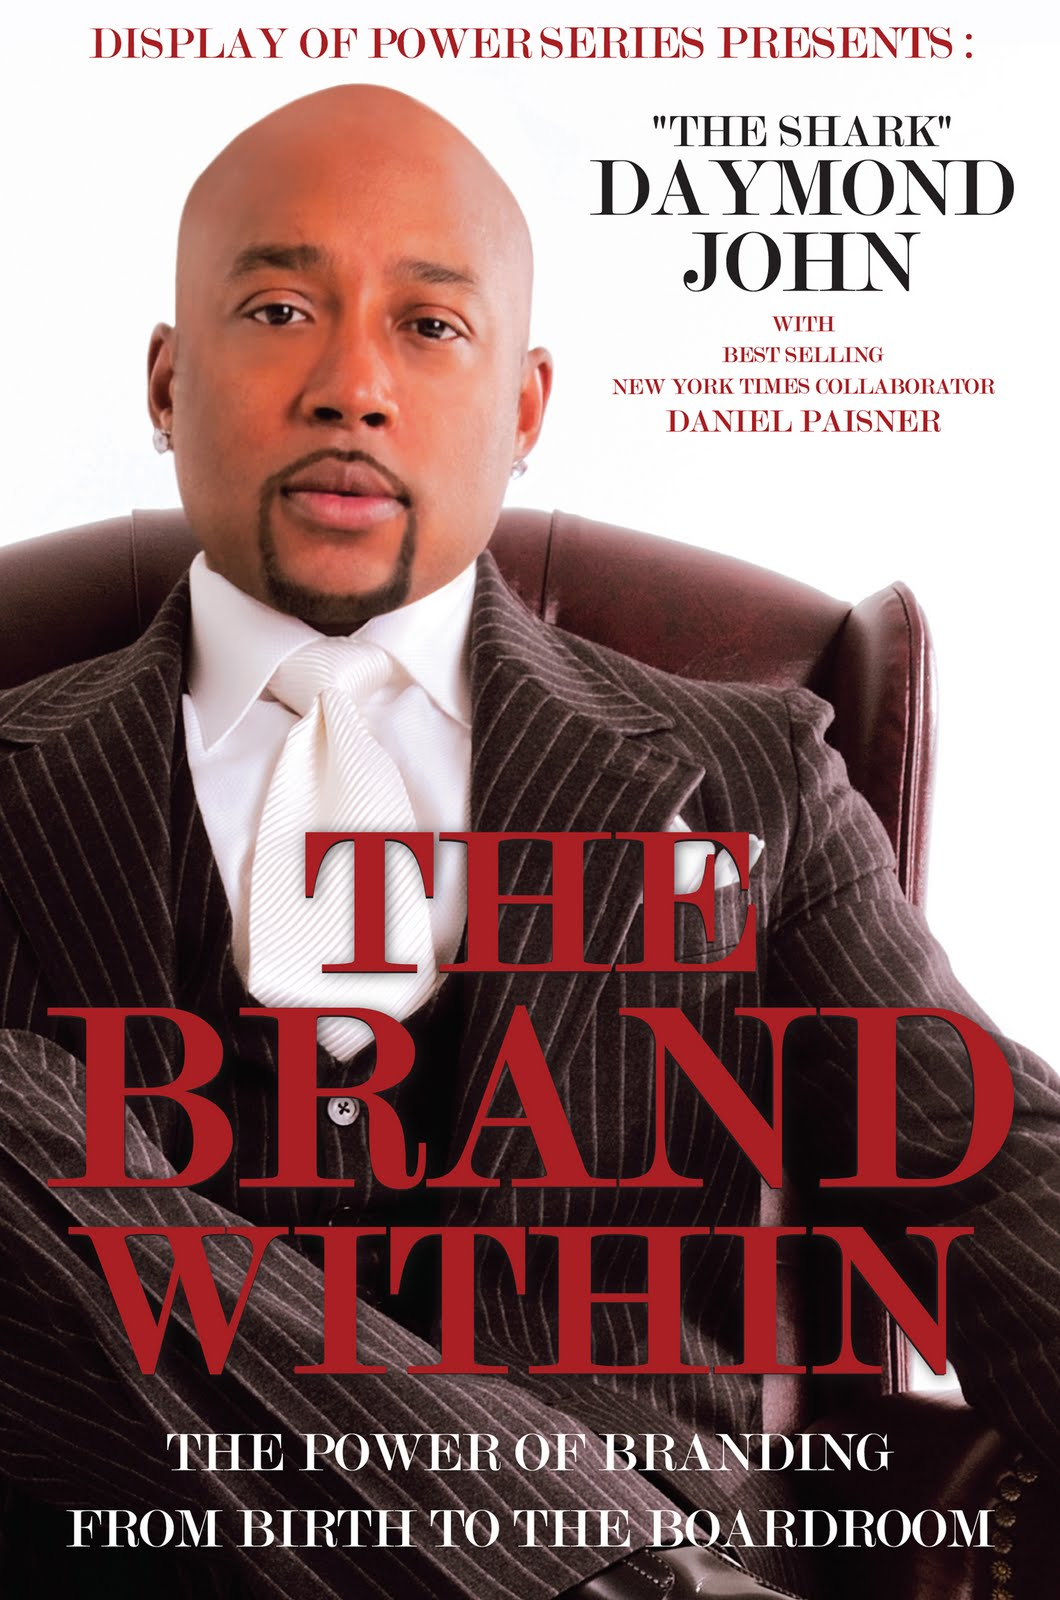 DISPLAY OF POWER SERIES PRESENTS :
"THE SHARK"
DAYMOND
JOHN
WITH
BEST SELLING
NEW YORK TIMES COLLABORATOR
DANIEL PAISNER
THE
BRAND
WITHIN
THE POWER OF BRANDING
FROM BIRTH TO THE BOARDROOM